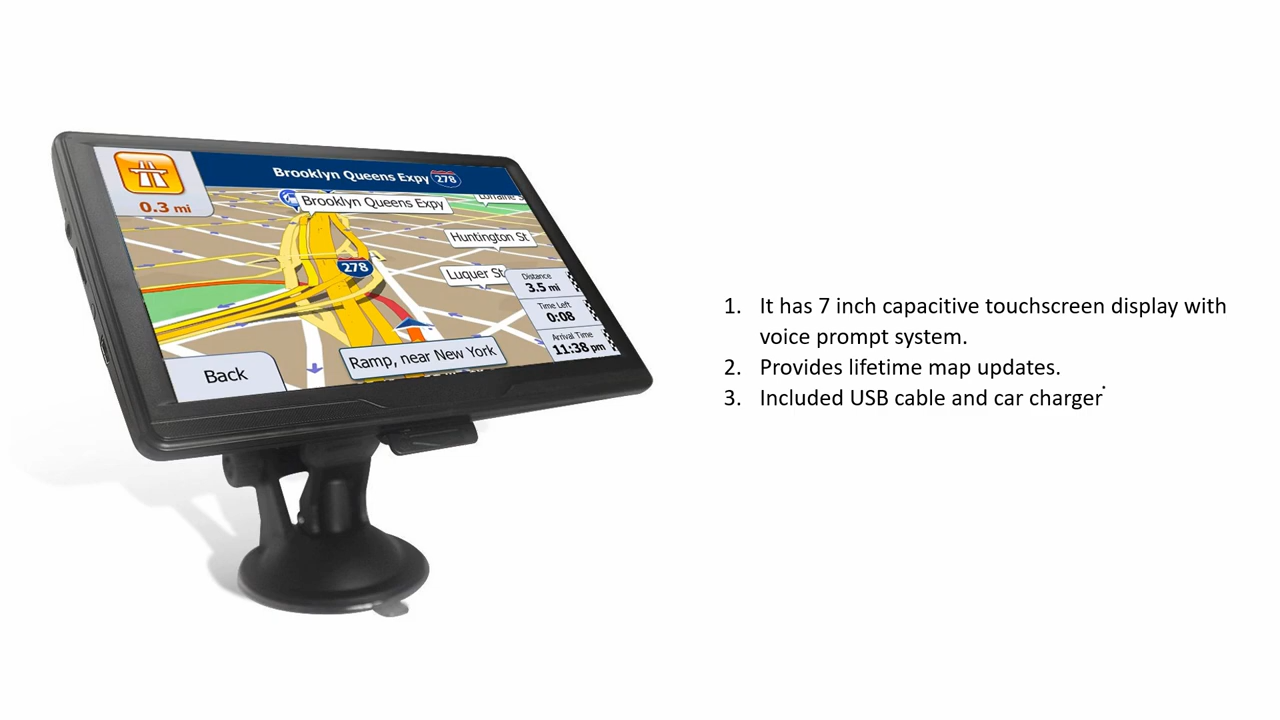 Brooklyn Queens Expy 278
0.3 mi
Brooklyn Queens Expy
Huntington St
278
Luquer St
Distance
3.5 mi
Time Left
0:08
Arrival Time
11:38 pm
Ramp, near New York
Back
1. It has 7 inch capacitive touchscreen display with
voice prompt system.
2. Provides lifetime map updates.
3. Included USB cable and car charger